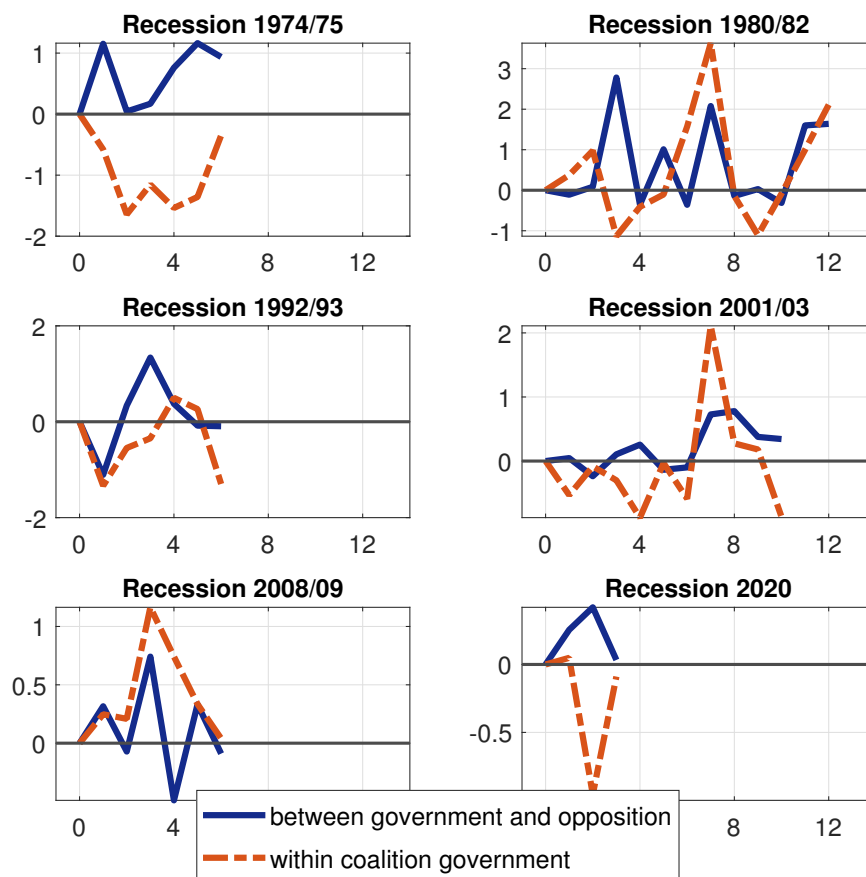 Recession 1974/75
1
0
-1
-2
0 4 8 12
Recession 1980/82
3
2
1
0
-1
0 4 8 12
Recession 1992/93
2
0
-2
0 4 8 12
Recession 2001/03
2
1
0
0 4 8 12
Recession 2008/09
1
0.5
0
0 4
Recession 2020
0
-0.5
8 12
between government and opposition
within coalition government